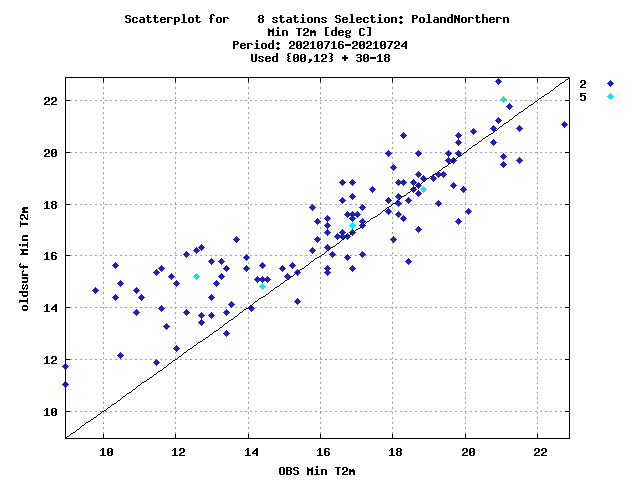 Scatterplot for    8 stations Selection: PolandNorthern
Min T2m [deg C]
Period: 20210716-20210724
Used {00,12} + 30-18
2
5
22
20
18
16
14
12
10
oldsurf Min T2m
10 12 14 16 18 20 22
OBS Min T2m